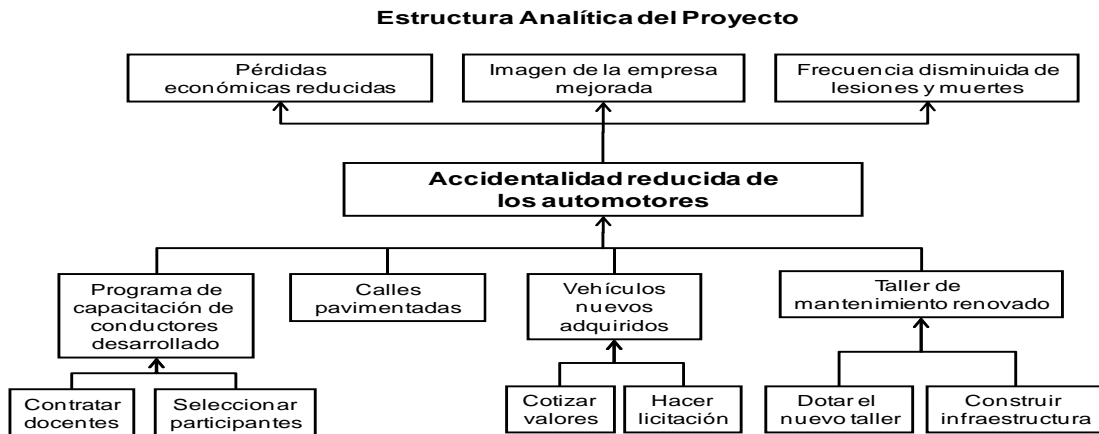 Estructura Analítica del Proyecto
Pérdidas
económicas reducidas
Imagen de la empresa
mejorada
Frecuencia disminuida de
lesiones y muertes
Accidentalidad reducida de
los automotores
Programa de
capacitación de
conductores
desarrollado
Calles
pavimentadas
Vehículos
nuevos
adquiridos
Taller de
mantenimiento renovado
Contratar
docentes
Seleccionar
participantes
Cotizar
valores
Hacer
licitación
Dotar el
nuevo taller
Construir
infraestructura